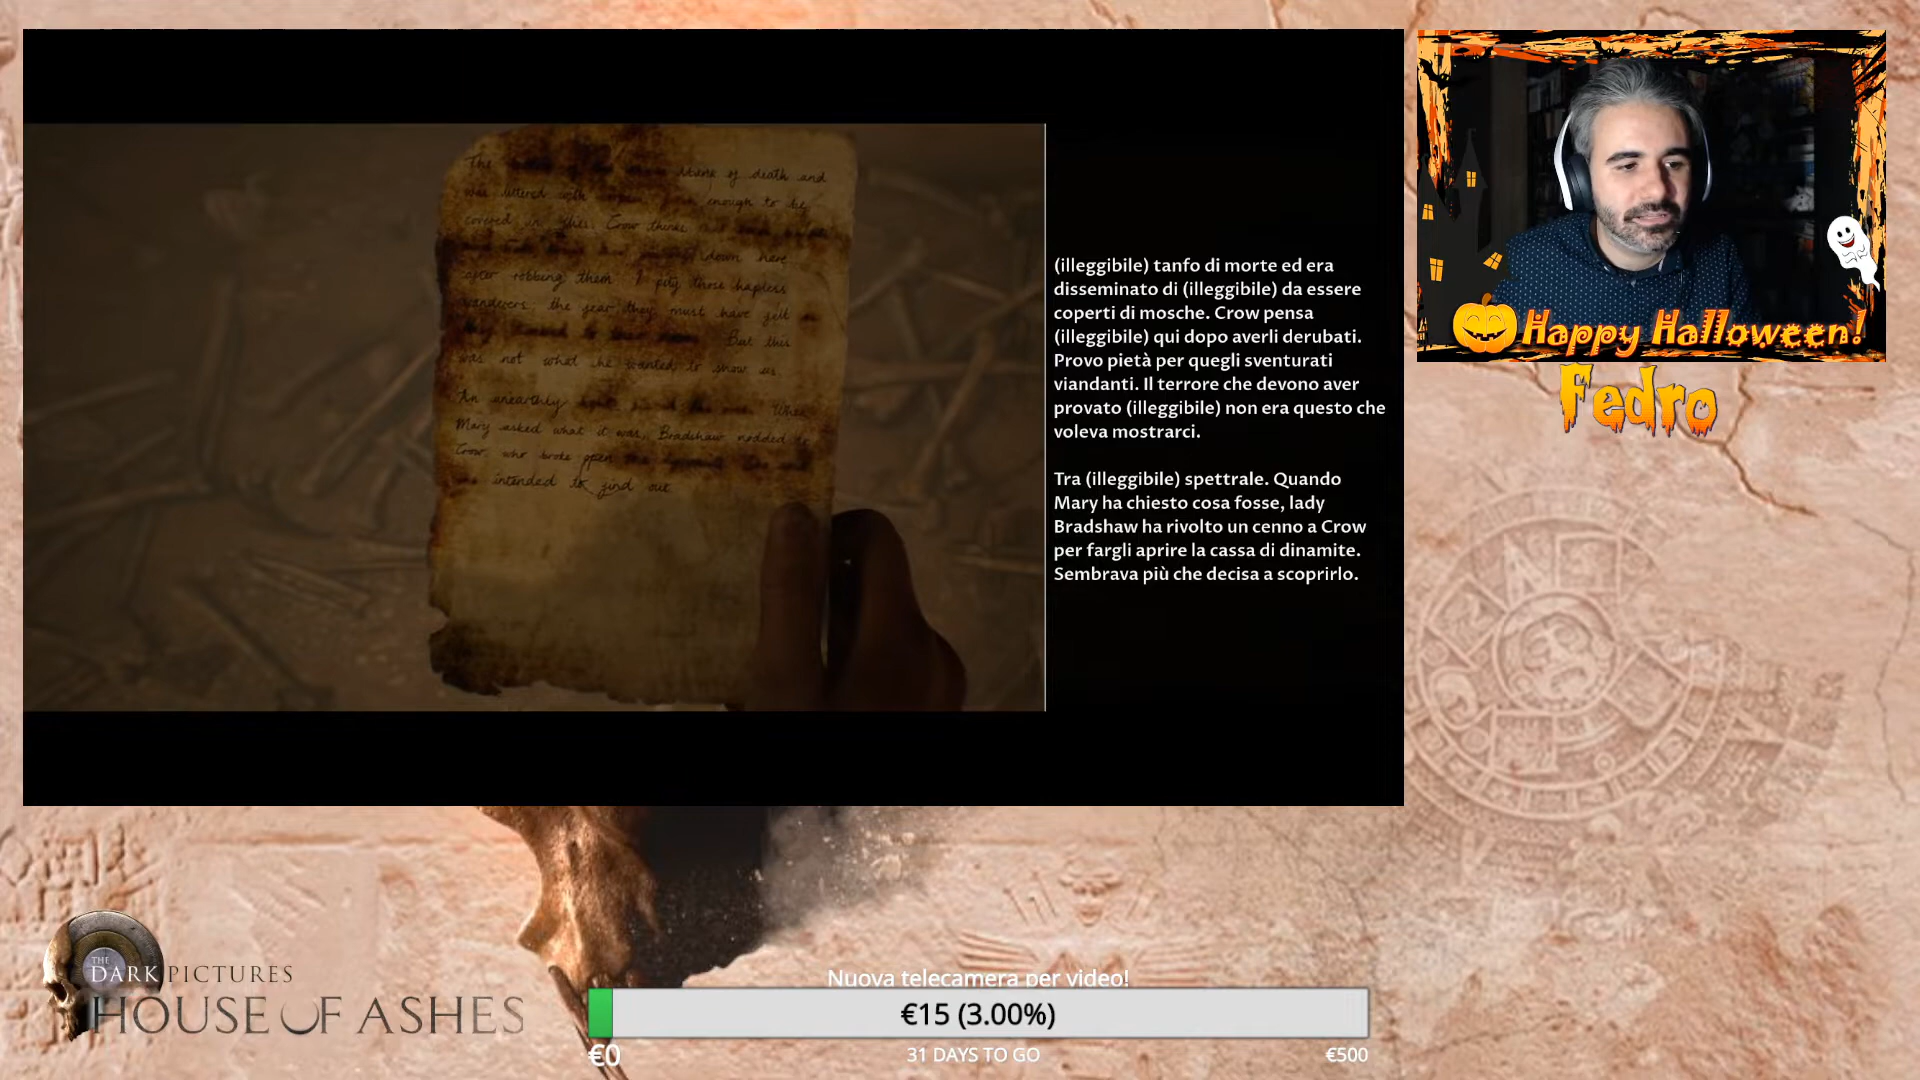 The stink of death and
was littered with enough to be
covered in flies. Crow thinks
down here
after robbing them. I pity those hapless
wanderers. the fear they must have felt
But this
was not what he wanted to show us.
An unearthly When
Mary asked what it was, Bradshaw nodded to
Crow, who broke open
intended to find out
(illeggibile) tanfo di morte ed era
disseminato di (illeggibile) da essere
coperti di mosche. Crow pensa
(illeggibile) qui dopo averli derubati.
Provo pietà per quegli sventurati
viandanti. Il terrore che devono aver
provato (illeggibile) non era questo che
voleva mostrarci.
Tra (illeggibile) spettrale. Quando
Mary ha chiesto cosa fosse, lady
Bradshaw ha rivolto un cenno a Crow
per fargli aprire la cassa di dinamite.
Sembrava più che decisa a scoprirlo.
Happy Halloween!
Fedro
THE
DARK PICTURES
HOUSE OF ASHES
Nuova telecamera per video!
€15 (3.00%)
€0
31 DAYS TO GO
€500